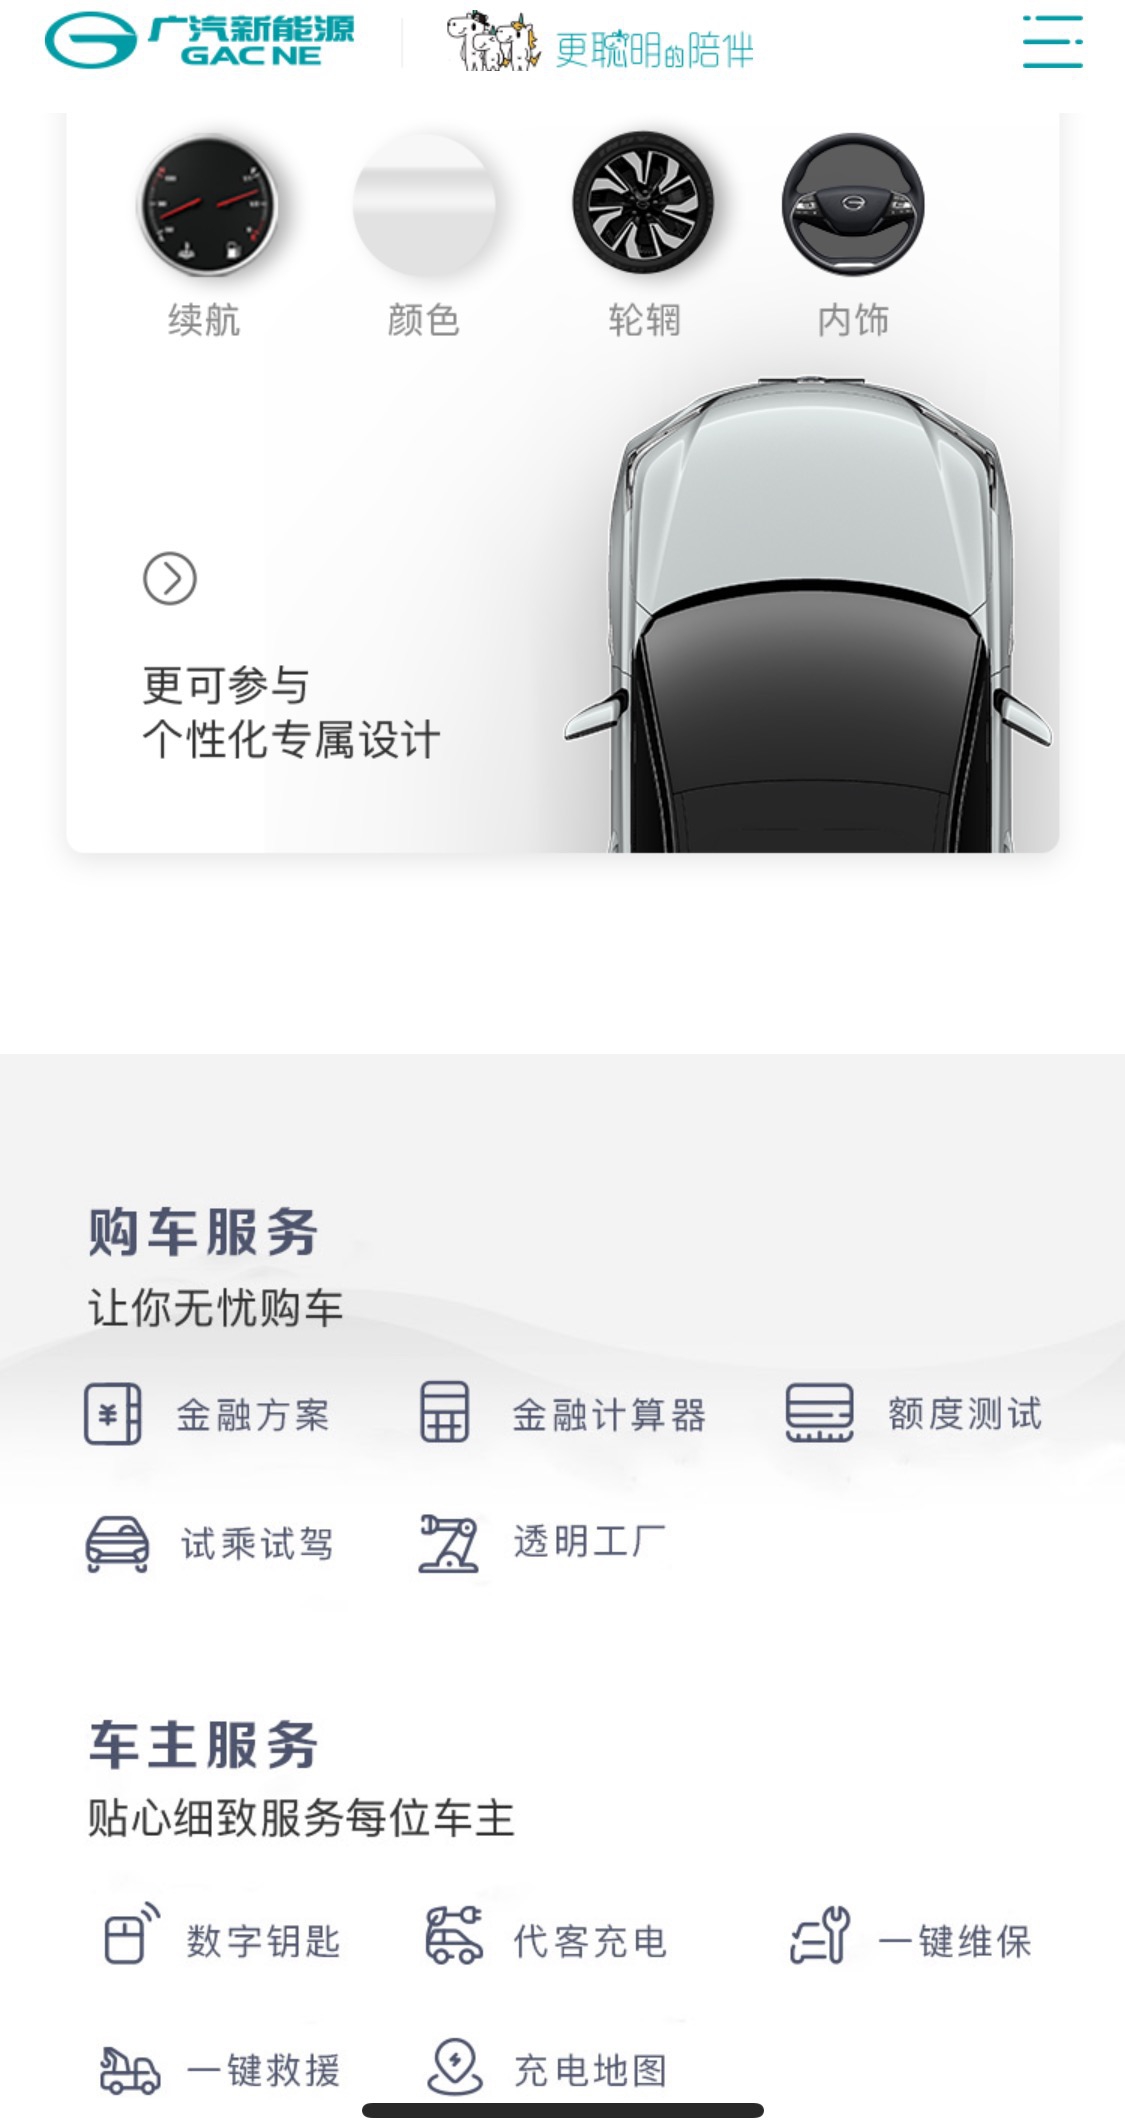 广汽新能源
GAC NE
更聪明的陪伴
续航
颜色
轮辋
内饰
更可参与
个性化专属设计
购车服务
让你无忧购车
金融方案
金融计算器
额度测试
试乘试驾
透明工厂
车主服务
贴心细致服务每位车主
数字钥匙
代客充电
一键维保
一键救援
充电地图